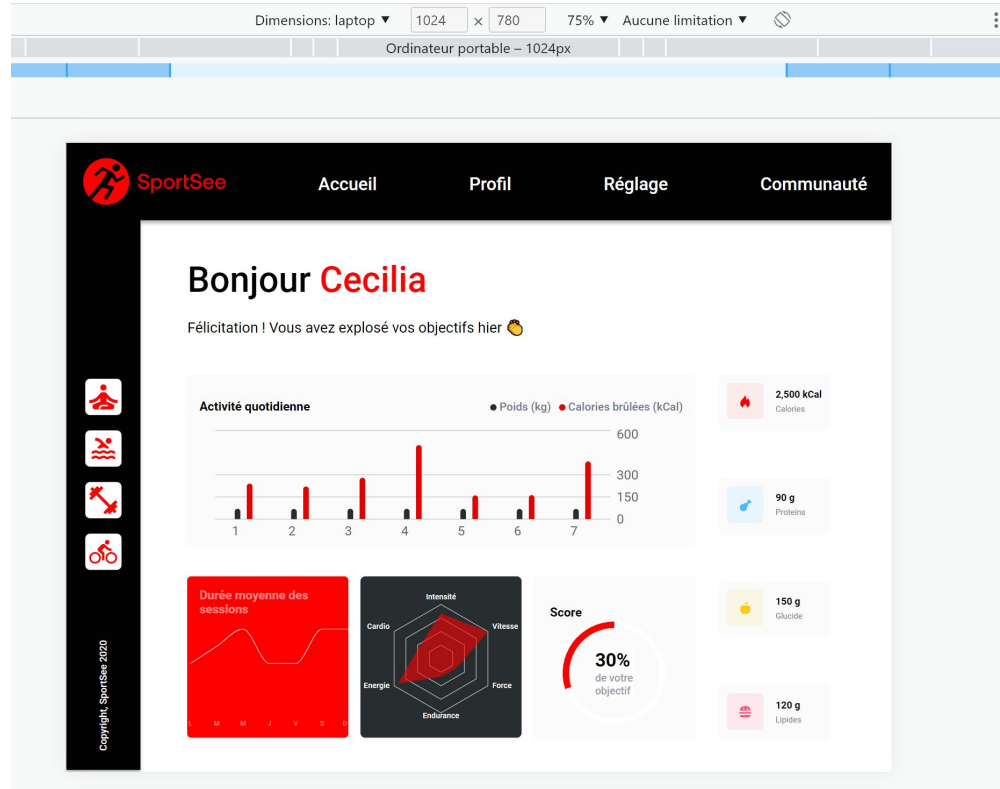 Dimensions: laptop ▼ 1024 × 780 75% ▼ Aucune limitation ▼
Ordinateur portable – 1024px
SportSee Accueil Profil Réglage Communauté
Bonjour Cecilia
Félicitation ! Vous avez explosé vos objectifs hier 👏
Activité quotidienne
Poids (kg) Calories brûlées (kCal)
600
300
150
0
1 2 3 4 5 6 7
2,500 kCal
Calories
90 g
Proteins
150 g
Glucide
120 g
Lipides
Durée moyenne des
sessions
L M M J V S D
Intensité
Vitesse
Force
Endurance
Energie
Cardio
Score
30%
de votre
objectif
Copyright, SportSee 2020